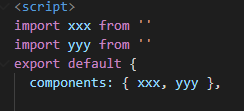 <script>
import xxx from ''
import yyy from ''
export default {
  components: { xxx, yyy },